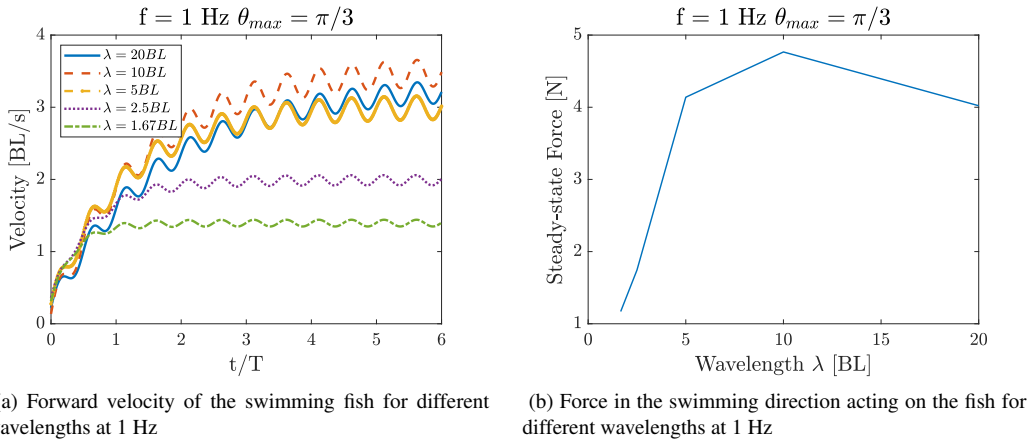 f = 1 Hz θ_max = π/3
4
3
2
1
0
Velocity [BL/s]
λ = 20BL
λ = 10BL
λ = 5BL
λ = 2.5BL
λ = 1.67BL
0 1 2 3 4 5 6
t/T
f = 1 Hz θ_max = π/3
5
4
3
2
1
Steady-state Force [N]
0 5 10 15 20
Wavelength λ [BL]
a) Forward velocity of the swimming fish for different
avelengths at 1 Hz
(b) Force in the swimming direction acting on the fish for
different wavelengths at 1 Hz